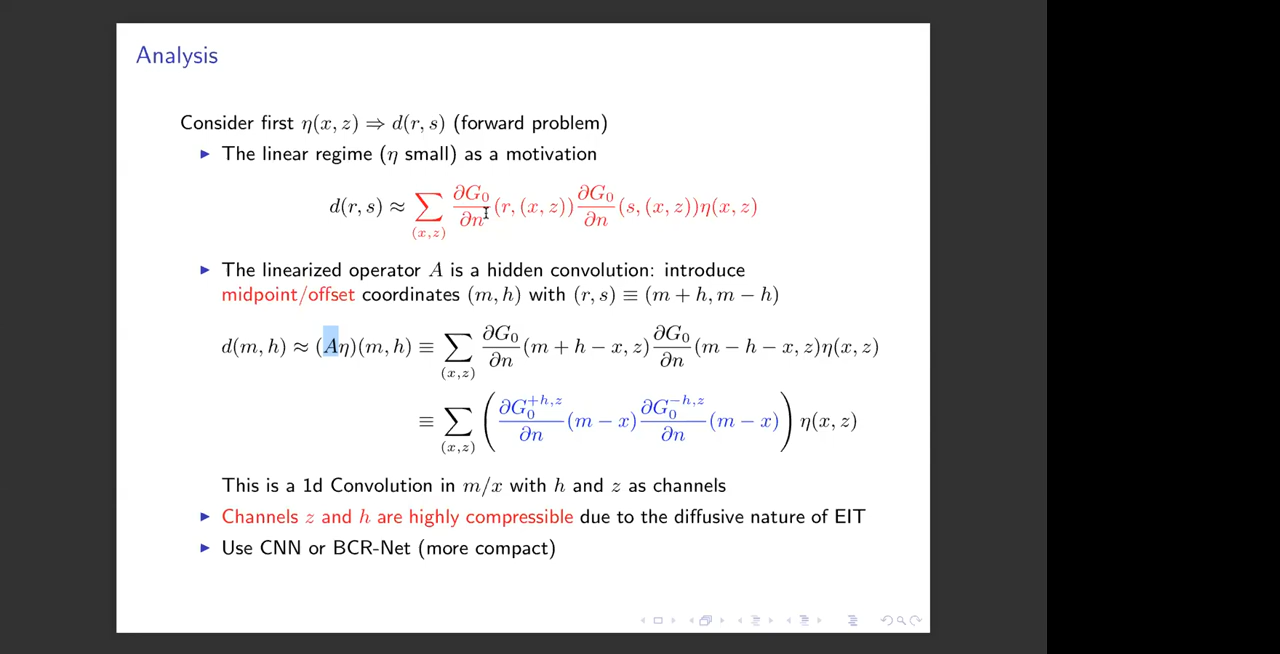 Analysis
Consider first η(x, z) ⇒ d(r, s) (forward problem)
▶ The linear regime (η small) as a motivation
d(r, s) ≈ ∑_{(x,z)} ∂G₀/∂n (r, (x, z)) ∂G₀/∂n (s, (x, z))η(x, z)
▶ The linearized operator A is a hidden convolution: introduce
midpoint/offset coordinates (m, h) with (r, s) ≡ (m + h, m − h)
d(m, h) ≈ (Aη)(m, h) ≡ ∑_{(x,z)} ∂G₀/∂n (m + h − x, z) ∂G₀/∂n (m − h − x, z)η(x, z)
≡ ∑_{(x,z)} ( ∂G₀^{+h,z}/∂n (m − x) ∂G₀^{−h,z}/∂n (m − x) ) η(x, z)
This is a 1d Convolution in m/x with h and z as channels
▶ Channels z and h are highly compressible due to the diffusive nature of EIT
▶ Use CNN or BCR-Net (more compact)